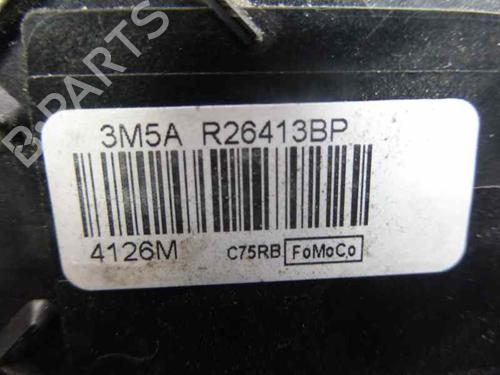 B-PARTS
3M5A R26413BP
4126M C75RB FoMoCo